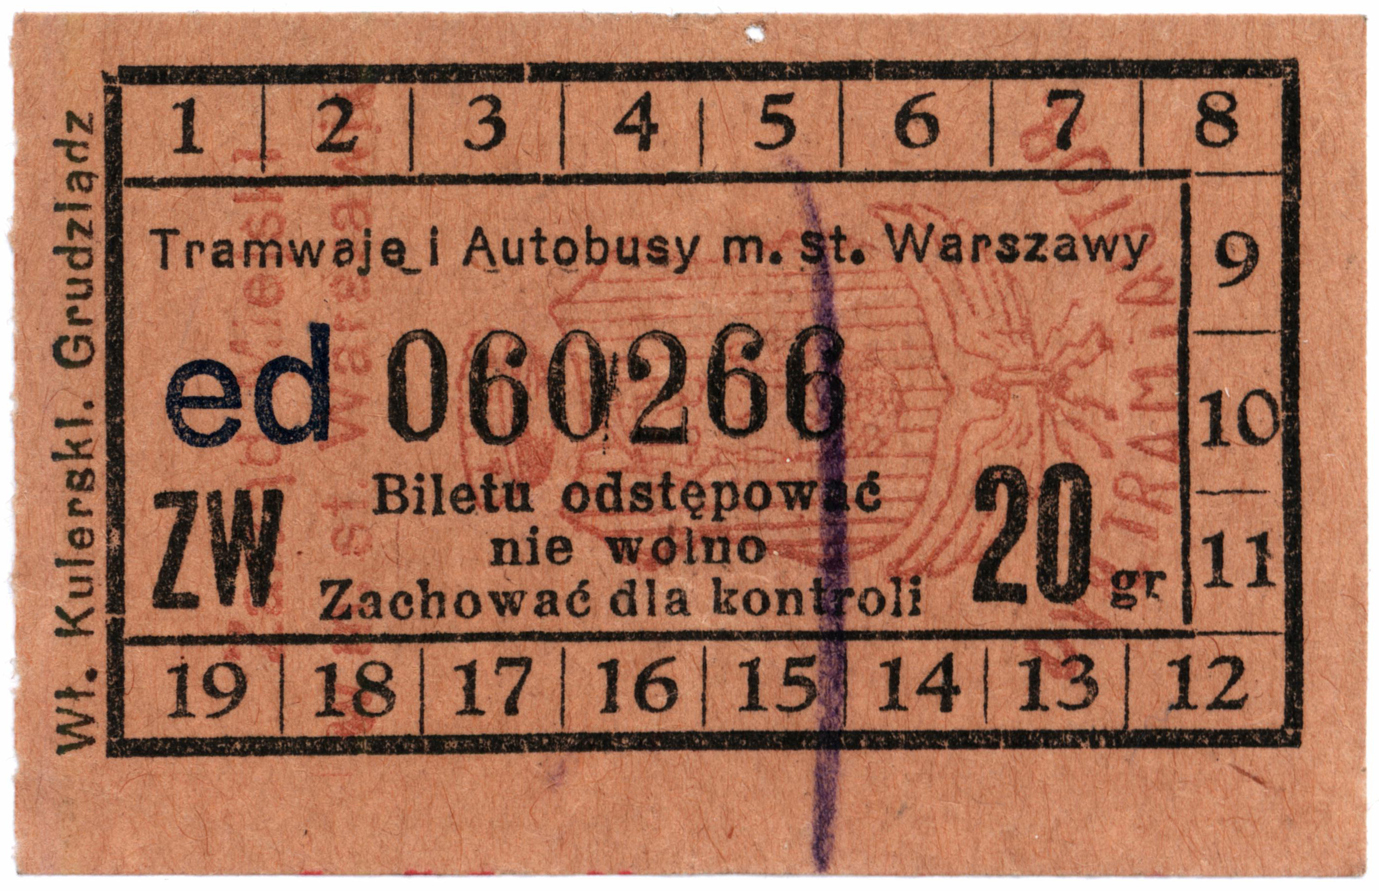 1 2 3 4 5 6 7 8
Tramwaje i Autobusy m. st. Warszawy
9
ed 060266
10
Biletu odstępować
nie wolno
ZW
20 gr
11
Zachować dla kontroli
19 18 17 16 15 14 13 12
Wł. Kulerski. Grudziądz